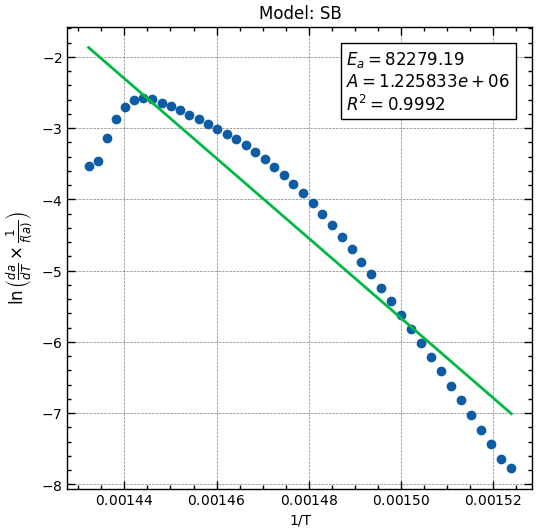 Model: SB
E_a = 82279.19
A = 1.225833e + 06
R^2 = 0.9992
−2
−3
−4
−5
−6
−7
−8
ln(da/dT × 1/f(a))
0.00144 0.00146 0.00148 0.00150 0.00152
1/T